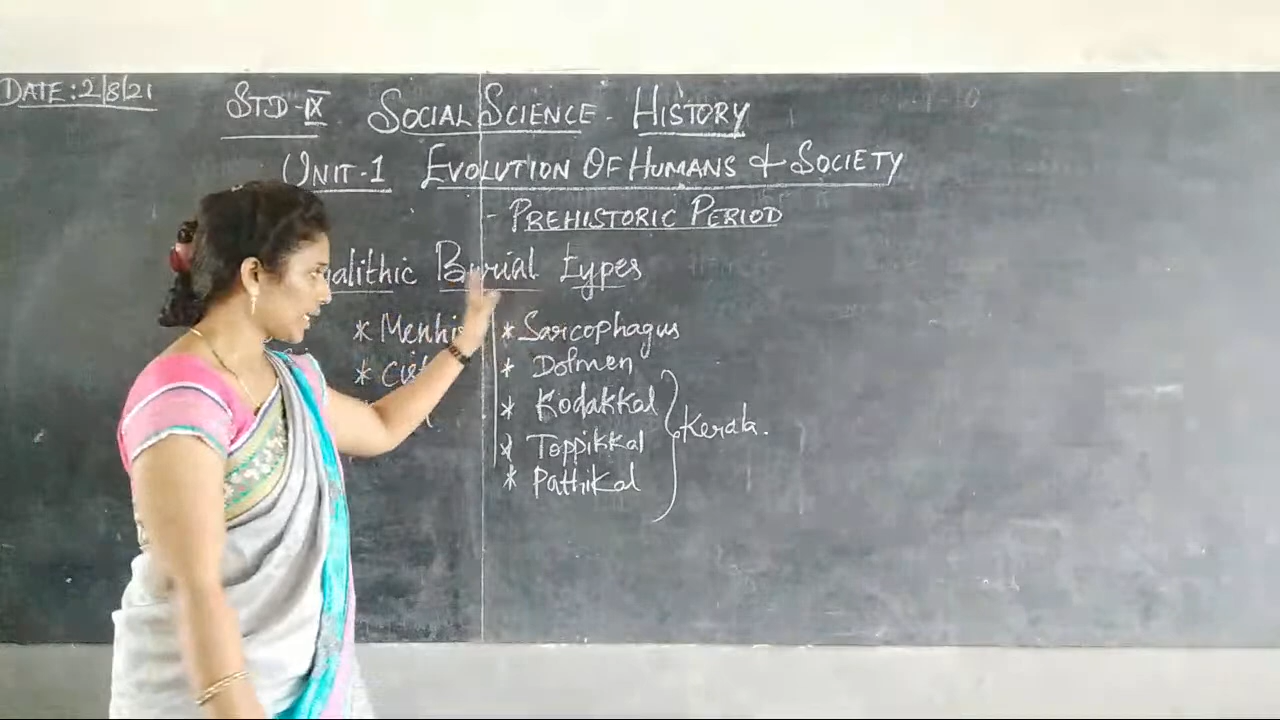 DATE: 2/8/21
STD-IX SOCIAL SCIENCE - HISTORY
UNIT-1 EVOLUTION OF HUMANS & SOCIETY
- PREHISTORIC PERIOD
Burial types
* Sarcophagus
* Dolmen
* Kodakkal
* Toppikkal
* Pathikal
Kerala.